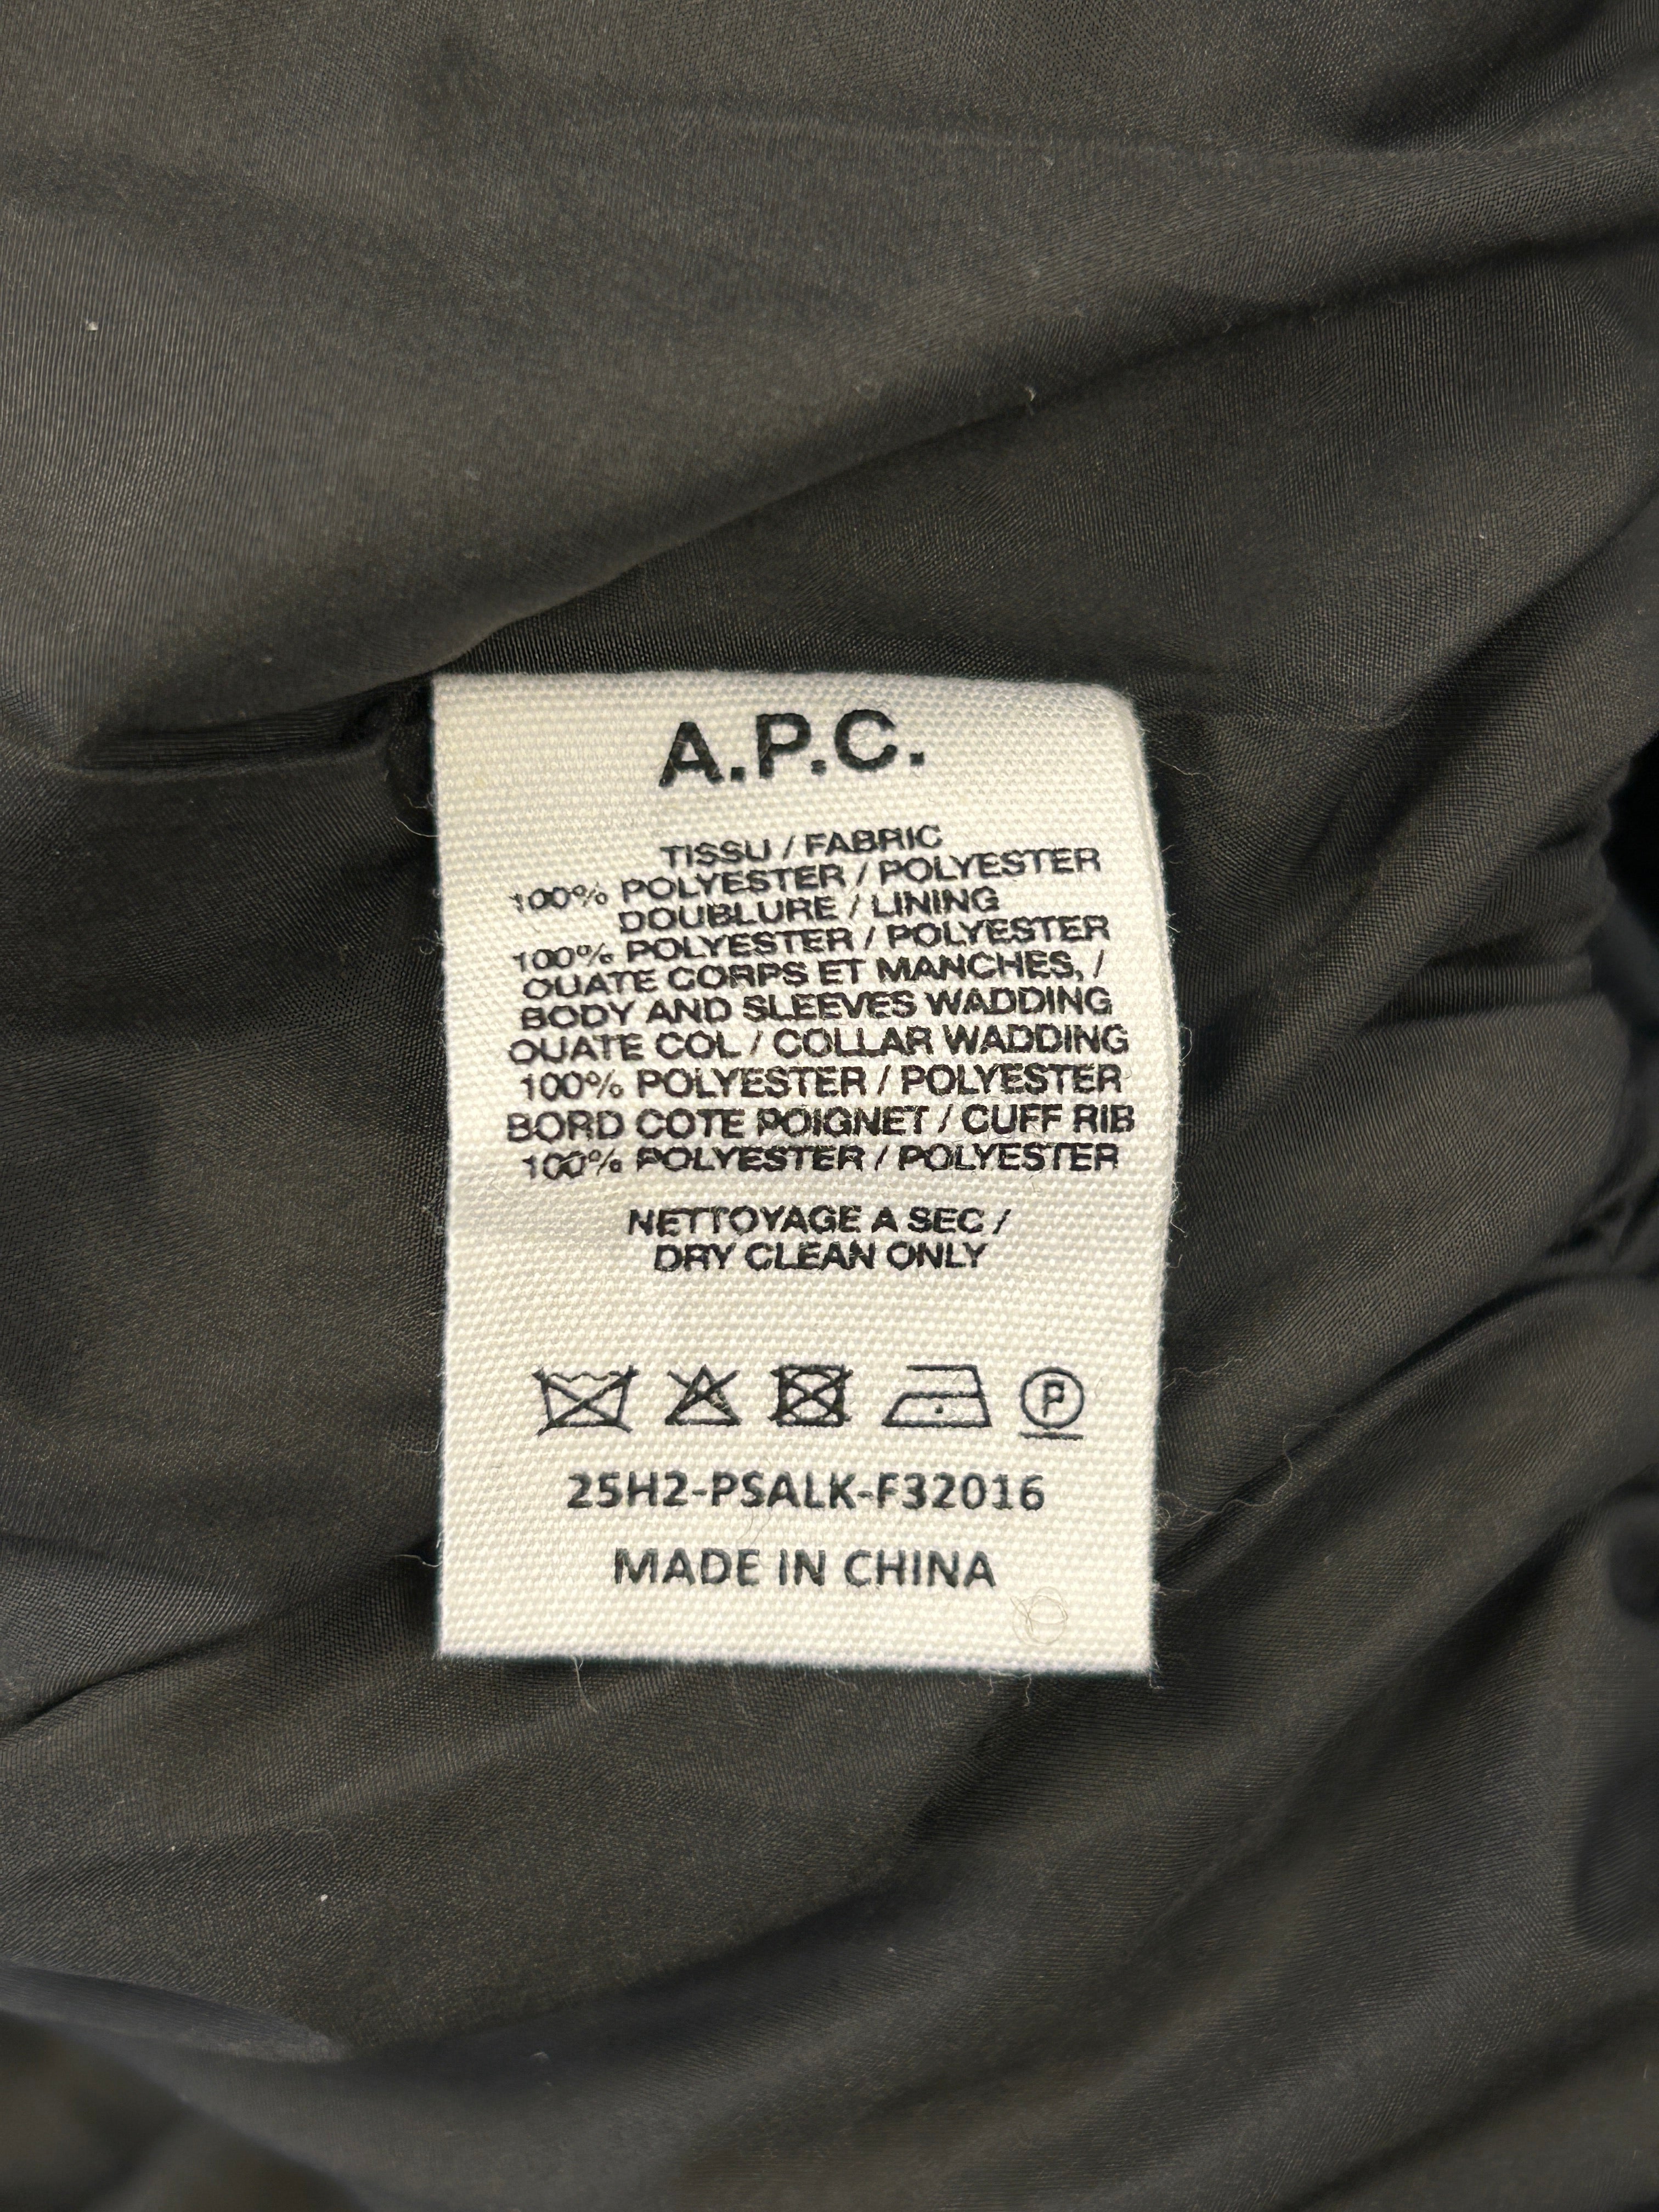 A.P.C.
TISSU / FABRIC
100% POLYESTER / POLYESTER
DOUBLURE / LINING
100% POLYESTER / POLYESTER
OUATE CORPS ET MANCHES, /
BODY AND SLEEVES WADDING
OUATE COL / COLLAR WADDING
100% POLYESTER / POLYESTER
BORD COTE POIGNET / CUFF RIB
100% POLYESTER / POLYESTER
NETTOYAGE A SEC /
DRY CLEAN ONLY
P
25H2-PSALK-F32016
MADE IN CHINA